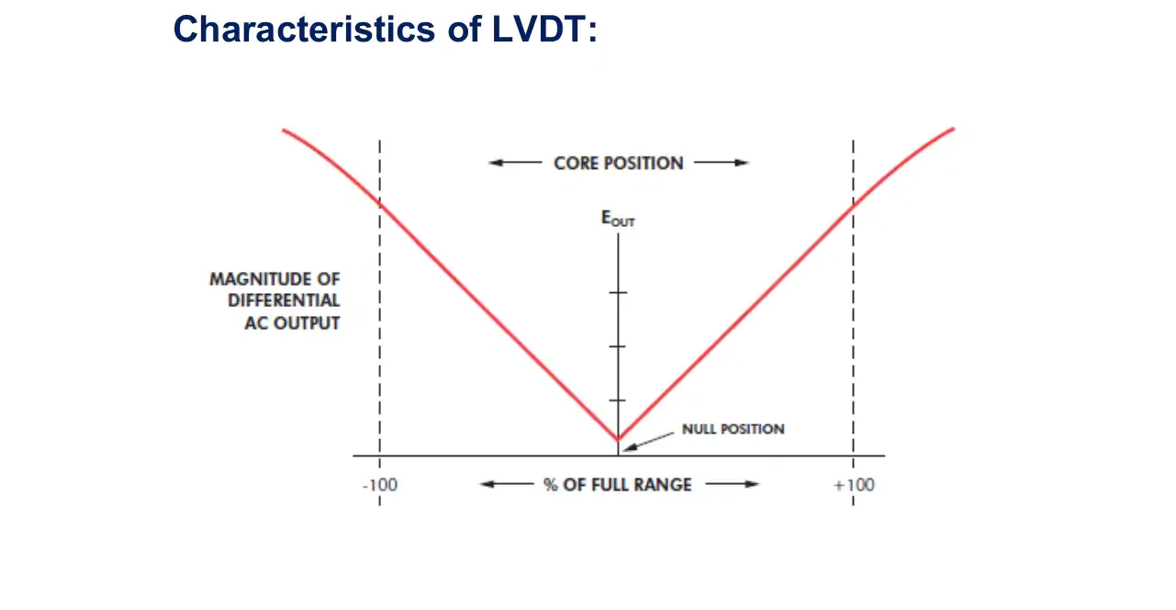 Characteristics of LVDT:
CORE POSITION
EOUT
MAGNITUDE OF
DIFFERENTIAL
AC OUTPUT
NULL POSITION
-100
% OF FULL RANGE
+100